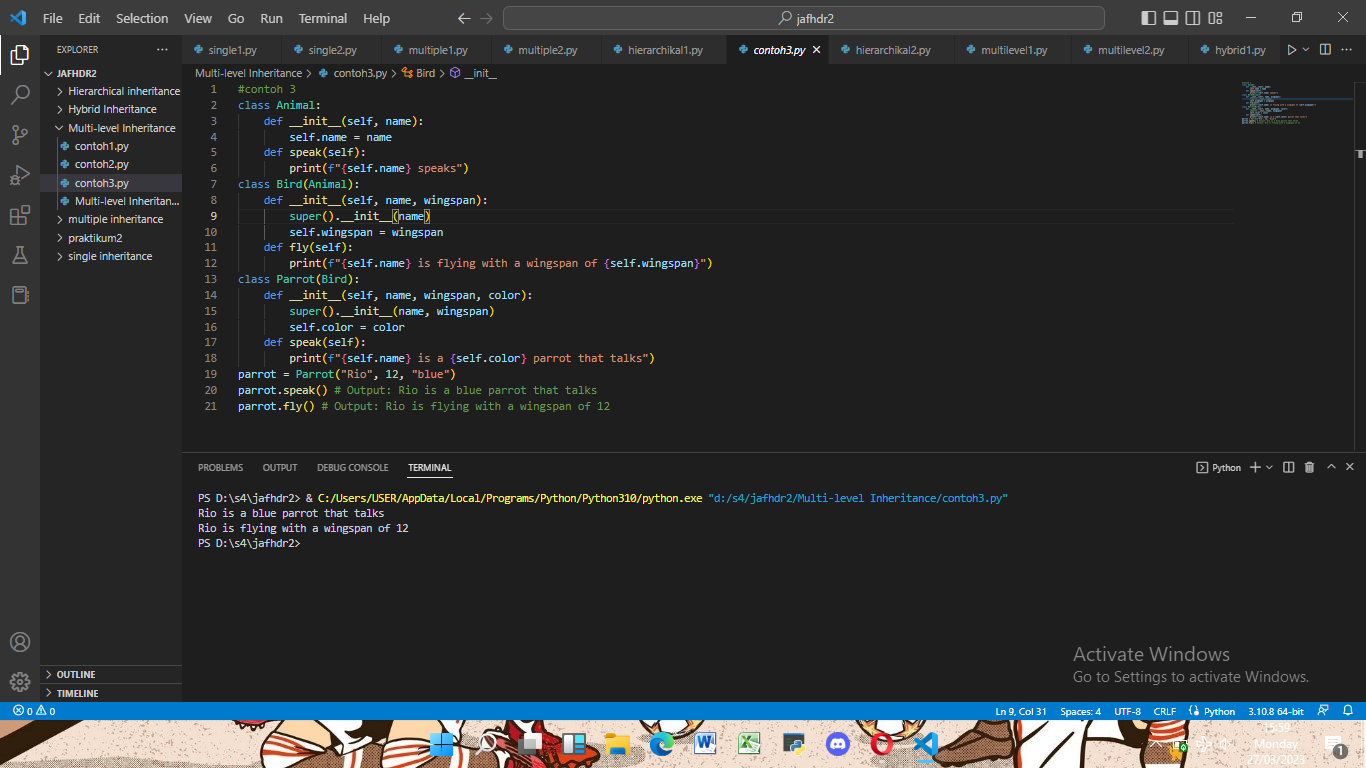 File Edit Selection View Go Run Terminal Help
jafhdr2
EXPLORER
single1.py single2.py multiple1.py multiple2.py hierarchikal1.py contoh3.py hierarchikal2.py multilevel1.py multilevel2.py hybrid1.py
JAFHDR2
Hierarchical inheritance
Hybrid Inheritance
Multi-level Inheritance
contoh1.py
contoh2.py
contoh3.py
Multi-level Inheritan...
multiple inheritance
praktikum2
single inheritance
OUTLINE
TIMELINE
Multi-level Inheritance > contoh3.py > Bird > __init__
1 #contoh 3
2 class Animal:
3 def __init__(self, name):
4 self.name = name
5 def speak(self):
6 print(f"{self.name} speaks")
7 class Bird(Animal):
8 def __init__(self, name, wingspan):
9 super().__init__(name)
10 self.wingspan = wingspan
11 def fly(self):
12 print(f"{self.name} is flying with a wingspan of {self.wingspan}")
13 class Parrot(Bird):
14 def __init__(self, name, wingspan, color):
15 super().__init__(name, wingspan)
16 self.color = color
17 def speak(self):
18 print(f"{self.name} is a {self.color} parrot that talks")
19 parrot = Parrot("Rio", 12, "blue")
20 parrot.speak() # Output: Rio is a blue parrot that talks
21 parrot.fly() # Output: Rio is flying with a wingspan of 12
PROBLEMS OUTPUT DEBUG CONSOLE TERMINAL
Python
PS D:\s4\jafhdr2> & C:/Users/USER/AppData/Local/Programs/Python/Python310/python.exe "d:/s4/jafhdr2/Multi-level Inheritance/contoh3.py"
Rio is a blue parrot that talks
Rio is flying with a wingspan of 12
PS D:\s4\jafhdr2>
Activate Windows
Go to Settings to activate Windows.
0 0
Ln 9, Col 31 Spaces: 4 UTF-8 CRLF Python 3.10.8 64-bit
15:59
Monday
27/03/2023
1